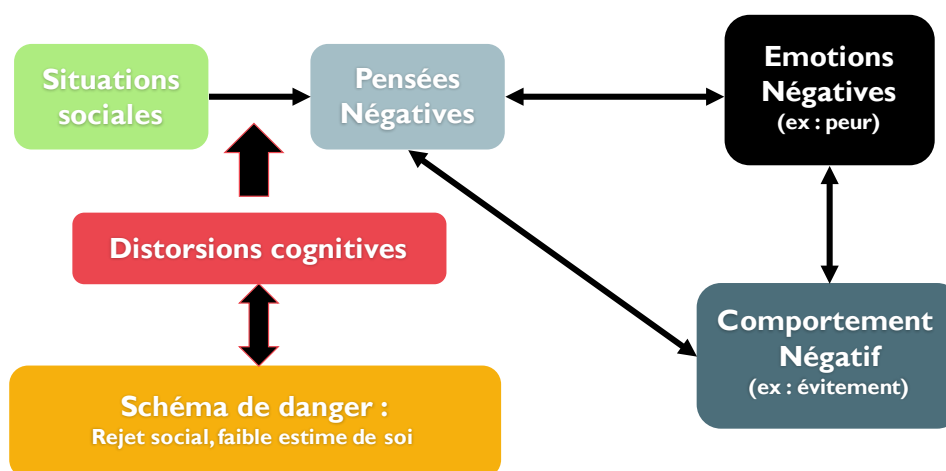 Situations
sociales
Pensées
Négatives
Emotions
Négatives
(ex : peur)
Distorsions cognitives
Comportement
Négatif
(ex : évitement)
Schéma de danger :
Rejet social, faible estime de soi